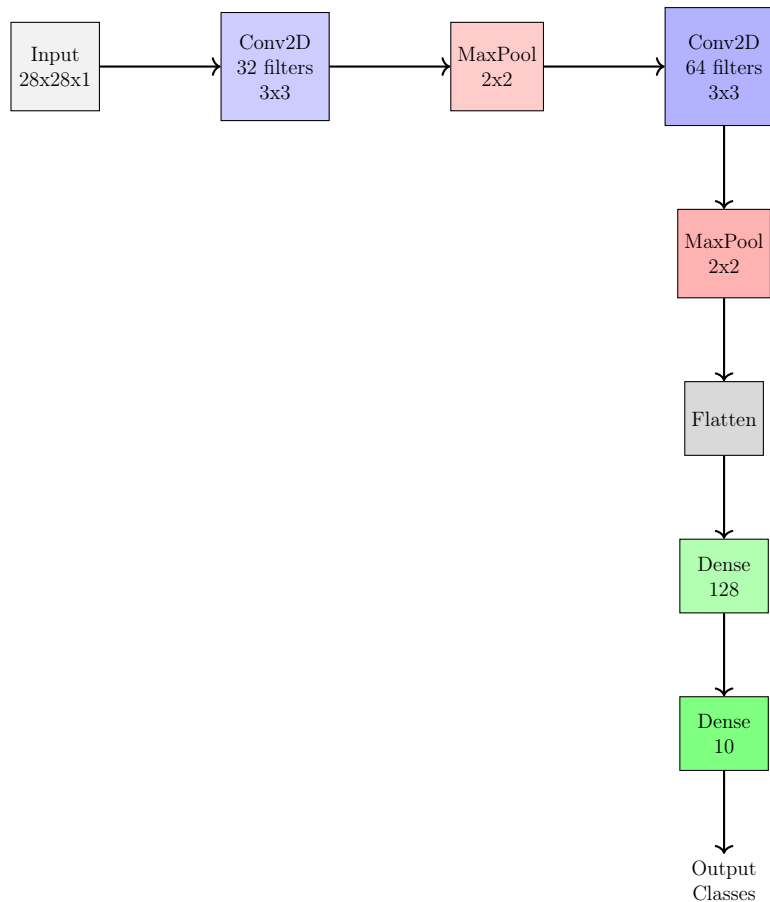 Input
28x28x1
Conv2D
32 filters
3x3
MaxPool
2x2
Conv2D
64 filters
3x3
MaxPool
2x2
Flatten
Dense
128
Dense
10
Output
Classes